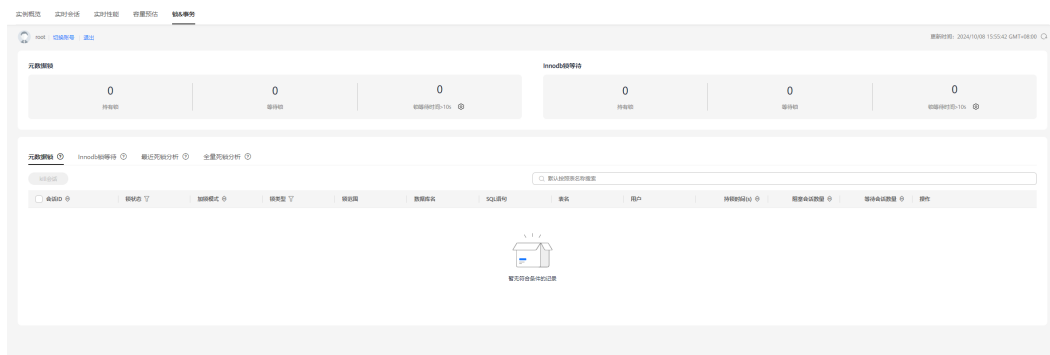 实例概览 实时会话 实时性能 容量预估 锁&事务
root 切换账号 退出 更新时间：2024/10/08 15:55:42 GMT+08:00
元数据锁 Innodb锁等待
0 0 0 0 0 0
持有锁 等待锁 锁等待时间>10s 持有锁 等待锁 锁等待时间>10s
元数据锁 Innodb锁等待 最近死锁分析 全量死锁分析
Kill会话 默认按照表名称搜索
会话ID 锁状态 加锁模式 锁类型 锁范围 数据库名 SQL语句 表名 用户 持锁时间(s) 阻塞会话数量 等待会话数量 操作
暂无符合条件的记录